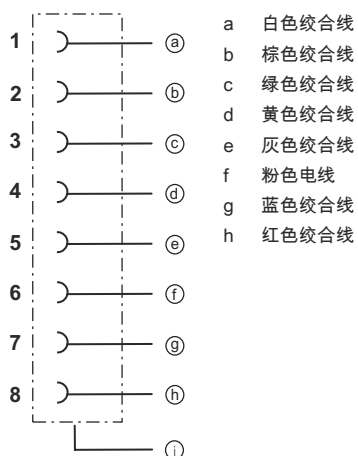 1 ⓐ
2 ⓑ
3 ⓒ
4 ⓓ
5 ⓔ
6 ⓕ
7 ⓖ
8 ⓗ
ⓘ
a 白色绞合线
b 棕色绞合线
c 绿色绞合线
d 黄色绞合线
e 灰色绞合线
f 粉色电线
g 蓝色绞合线
h 红色绞合线